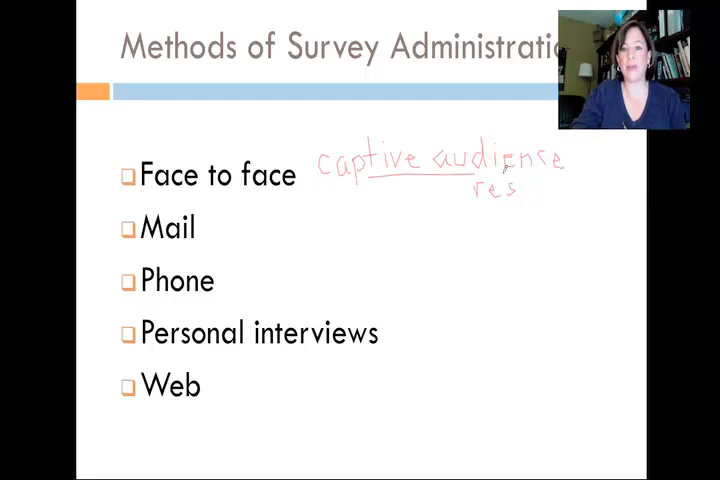 Methods of Survey Administratio
Face to face captive audience
res
Mail
Phone
Personal interviews
Web